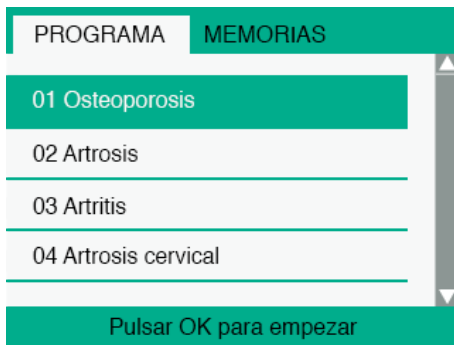 PROGRAMA MEMORIAS
01 Osteoporosis
02 Artrosis
03 Artritis
04 Artrosis cervical
Pulsar OK para empezar